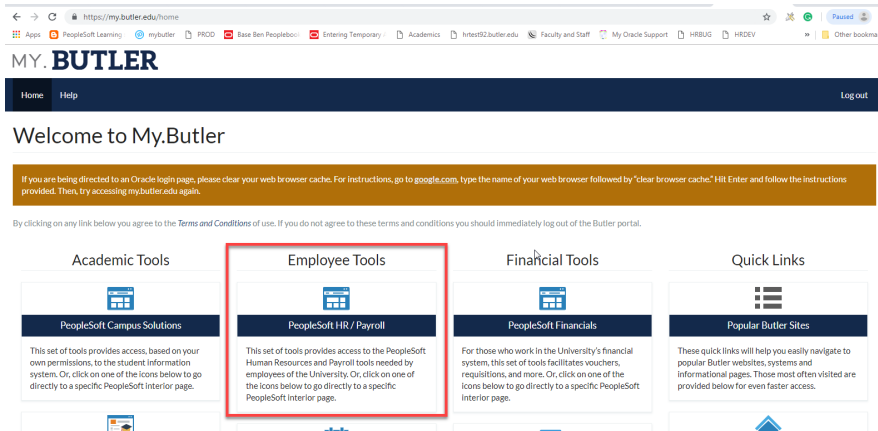 https://my.butler.edu/home
Paused
Apps PeopleSoft Learning mybutler PROD Base Ben Peoplebook Entering Temporary Academics hrtest92.butler.edu Faculty and Staff My Oracle Support HRBUG HRDEV » Other bookma
MY.BUTLER
Home Help Log out
Welcome to My.Butler
If you are being directed to an Oracle login page, please clear your web browser cache. For instructions, go to google.com, type the name of your web browser followed by "clear browser cache." Hit Enter and follow the instructions
provided. Then, try accessing my.butler.edu again.
By clicking on any link below you agree to the Terms and Conditions of use. If you do not agree to these terms and conditions you should immediately log out of the Butler portal.
Academic Tools
PeopleSoft Campus Solutions
This set of tools provides access, based on your
own permissions, to the student information
system. Or, click on one of the icons below to go
directly to a specific PeopleSoft interior page.
Employee Tools
PeopleSoft HR / Payroll
This set of tools provides access to the PeopleSoft
Human Resources and Payroll tools needed by
employees of the University. Or, click on one of
the icons below to go directly to a specific
PeopleSoft interior page.
Financial Tools
PeopleSoft Financials
For those who work in the University's financial
system, this set of tools facilitates vouchers,
requisitions, and more. Or, click on one of the
icons below to go directly to a specific PeopleSoft
interior page.
Quick Links
Popular Butler Sites
These quick links will help you easily navigate to
popular Butler websites, systems and
informational pages. Those most often visited are
provided below for even faster access.